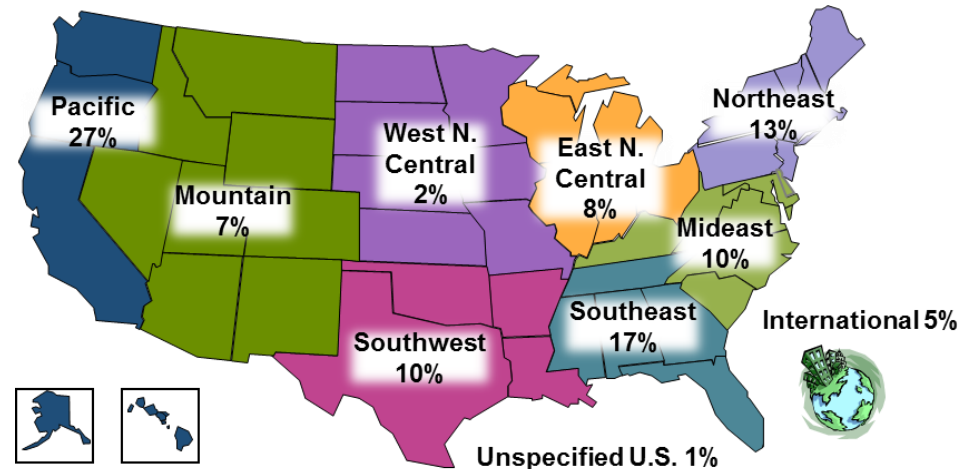 Pacific
27%
Mountain
7%
West N.
Central
2%
East N.
Central
8%
Northeast
13%
Mideast
10%
Southwest
10%
Southeast
17%
International 5%
Unspecified U.S. 1%